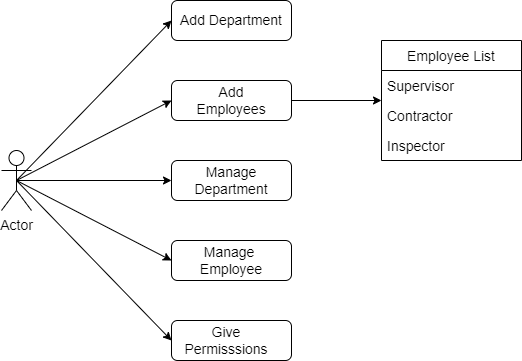 Add Department
Add
Employees
Employee List
Supervisor
Contractor
Inspector
Manage
Department
Actor
Manage
Employee
Give
Permisssions